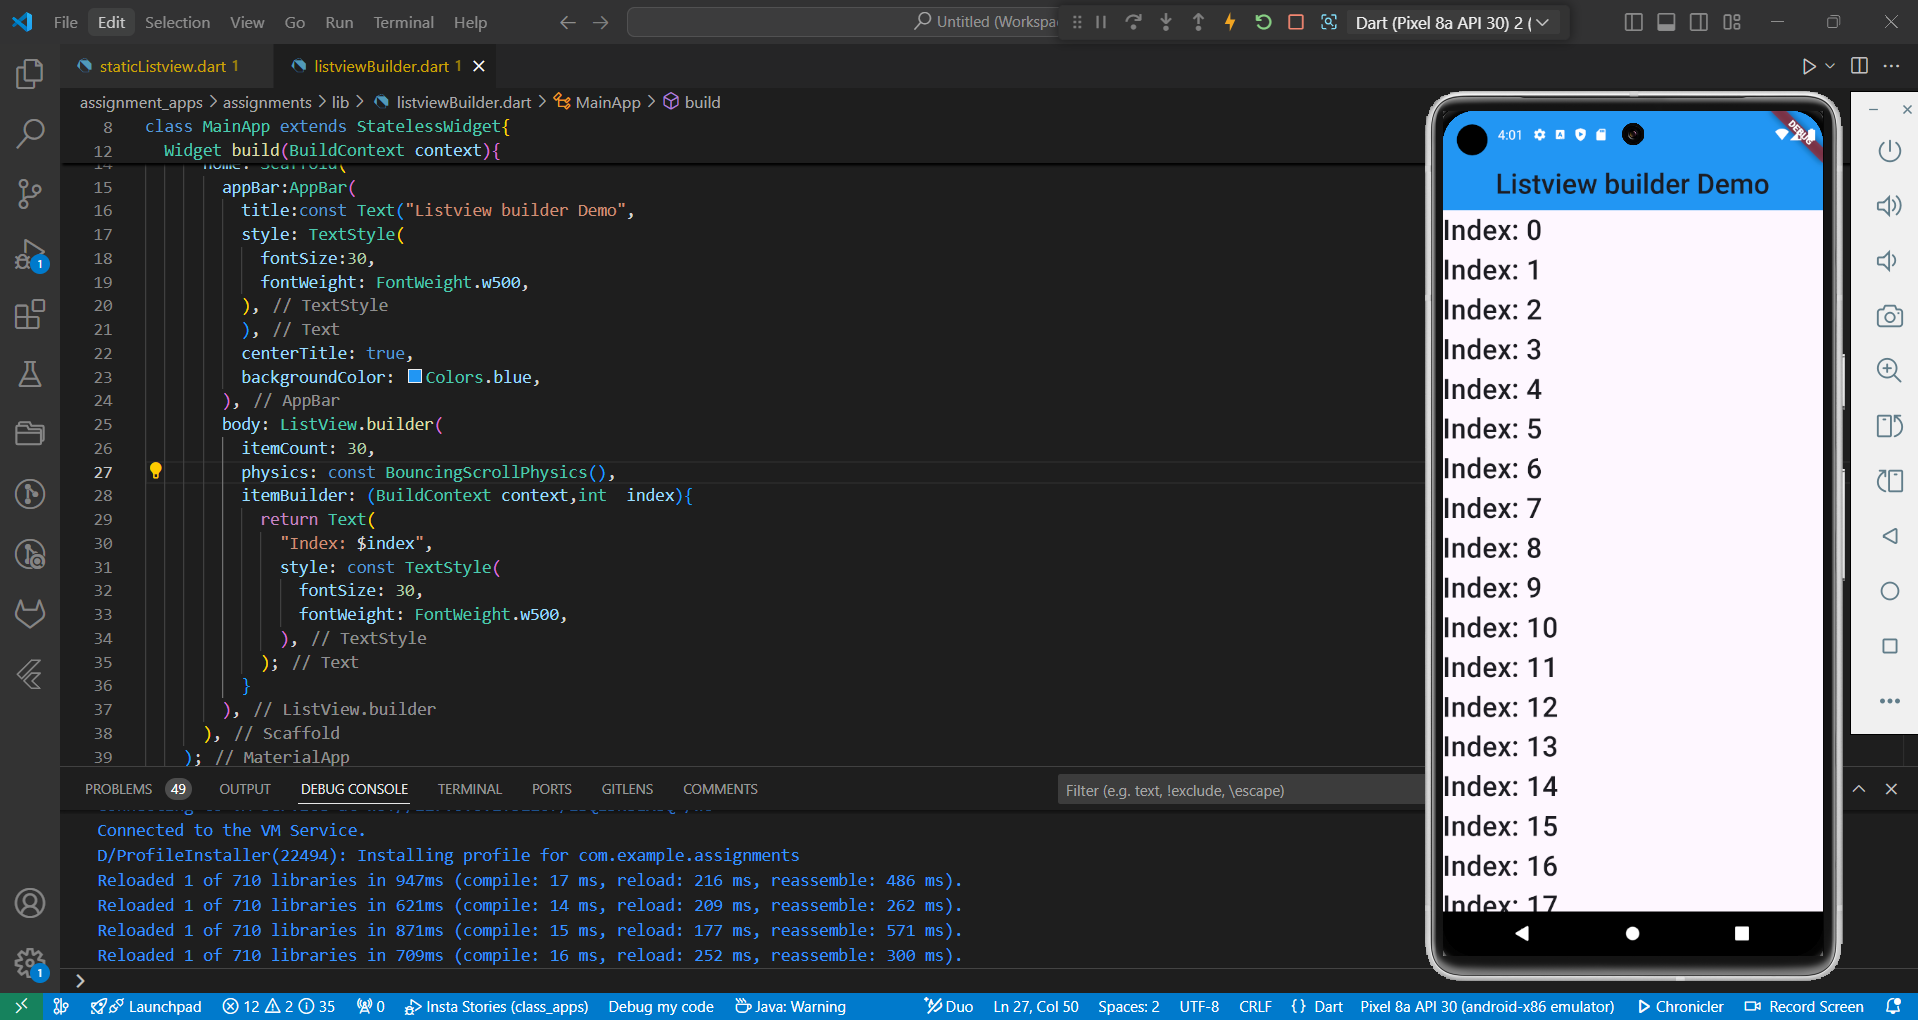 File Edit Selection View Go Run Terminal Help
Untitled (Workspa
Dart (Pixel 8a API 30) 2 (
staticListview.dart 1
listviewBuilder.dart 1
assignment_apps > assignments > lib > listviewBuilder.dart > MainApp > build
8 class MainApp extends StatelessWidget{
12 Widget build(BuildContext context){
14 home: Scaffold(
15 appBar:AppBar(
16 title:const Text("Listview builder Demo",
17 style: TextStyle(
18 fontSize:30,
19 fontWeight: FontWeight.w500,
20 ), // TextStyle
21 ), // Text
22 centerTitle: true,
23 backgroundColor: Colors.blue,
24 ), // AppBar
25 body: ListView.builder(
26 itemCount: 30,
27 physics: const BouncingScrollPhysics(),
28 itemBuilder: (BuildContext context,int  index){
29 return Text(
30 "Index: $index",
31 style: const TextStyle(
32 fontSize: 30,
33 fontWeight: FontWeight.w500,
34 ), // TextStyle
35 ); // Text
36 }
37 ), // ListView.builder
38 ), // Scaffold
39 ); // MaterialApp
PROBLEMS 49 OUTPUT DEBUG CONSOLE TERMINAL PORTS GITLENS COMMENTS
Filter (e.g. text, !exclude, \escape)
Connected to the VM Service.
D/ProfileInstaller(22494): Installing profile for com.example.assignments
Reloaded 1 of 710 libraries in 947ms (compile: 17 ms, reload: 216 ms, reassemble: 486 ms).
Reloaded 1 of 710 libraries in 621ms (compile: 14 ms, reload: 209 ms, reassemble: 262 ms).
Reloaded 1 of 710 libraries in 871ms (compile: 15 ms, reload: 177 ms, reassemble: 571 ms).
Reloaded 1 of 710 libraries in 709ms (compile: 16 ms, reload: 252 ms, reassemble: 300 ms).
>
1
1
4:01
DEBUG
Listview builder Demo
Index: 0
Index: 1
Index: 2
Index: 3
Index: 4
Index: 5
Index: 6
Index: 7
Index: 8
Index: 9
Index: 10
Index: 11
Index: 12
Index: 13
Index: 14
Index: 15
Index: 16
Index: 17
Launchpad 12 2 35 0 Insta Stories (class_apps) Debug my code Java: Warning Duo Ln 27, Col 50 Spaces: 2 UTF-8 CRLF {} Dart Pixel 8a API 30 (android-x86 emulator) Chronicler Record Screen